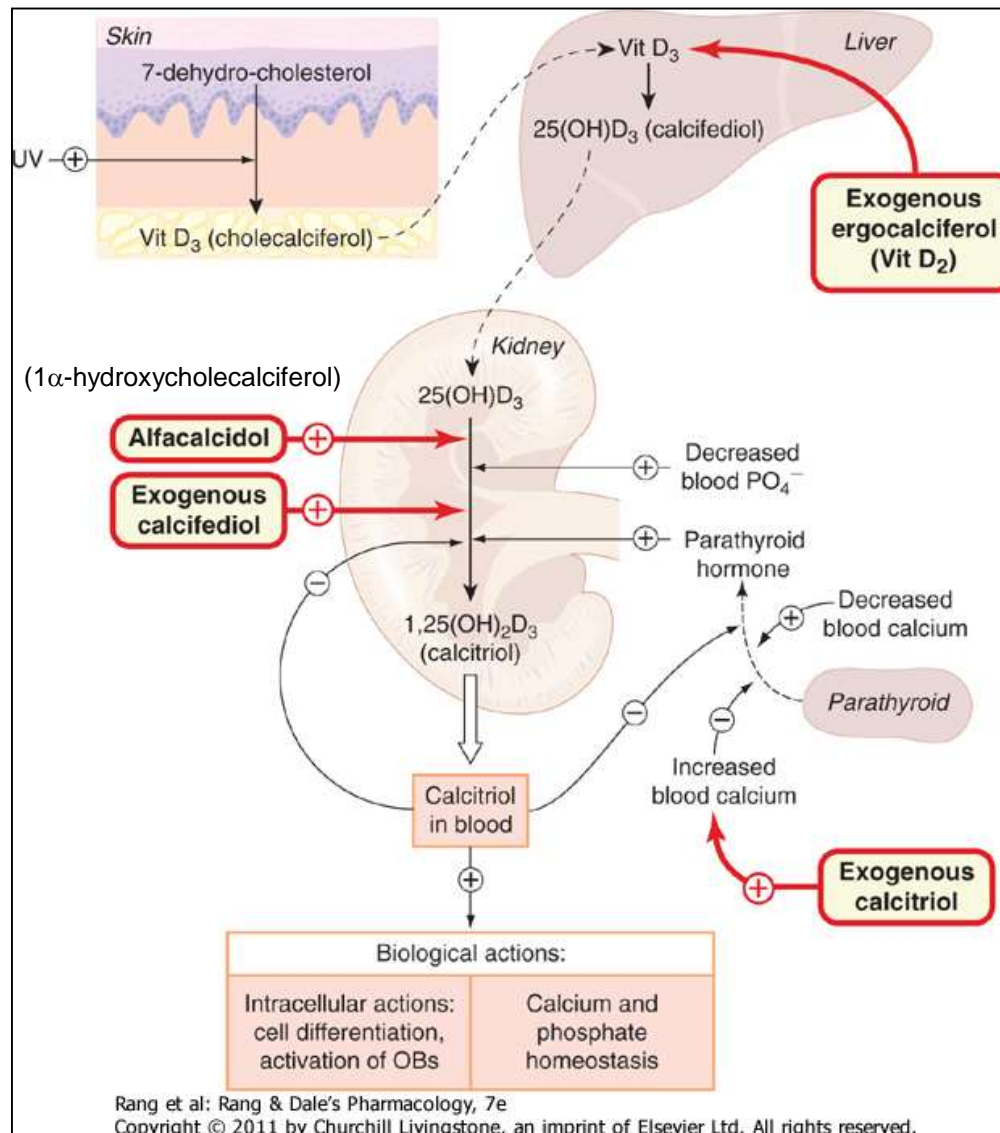 Skin
7-dehydro-cholesterol
UV
+
Vit D₃ (cholecalciferol)
Liver
Vit D₃
25(OH)D₃ (calcifediol)
Exogenous
ergocalciferol
(Vit D₂)
(1α-hydroxycholecalciferol)
Kidney
25(OH)D₃
Alfacalcidol
+
Exogenous
calcifediol
+
+
Decreased
blood PO₄⁻
+
Parathyroid
hormone
−
1,25(OH)₂D₃
(calcitriol)
+
Decreased
blood calcium
Parathyroid
−
−
Increased
blood calcium
Calcitriol
in blood
+
+
Exogenous
calcitriol
Biological actions:
Intracellular actions:
cell differentiation,
activation of OBs
Calcium and
phosphate
homeostasis
Rang et al: Rang & Dale's Pharmacology, 7e
Copyright © 2011 by Churchill Livingstone, an imprint of Elsevier Ltd. All rights reserved.